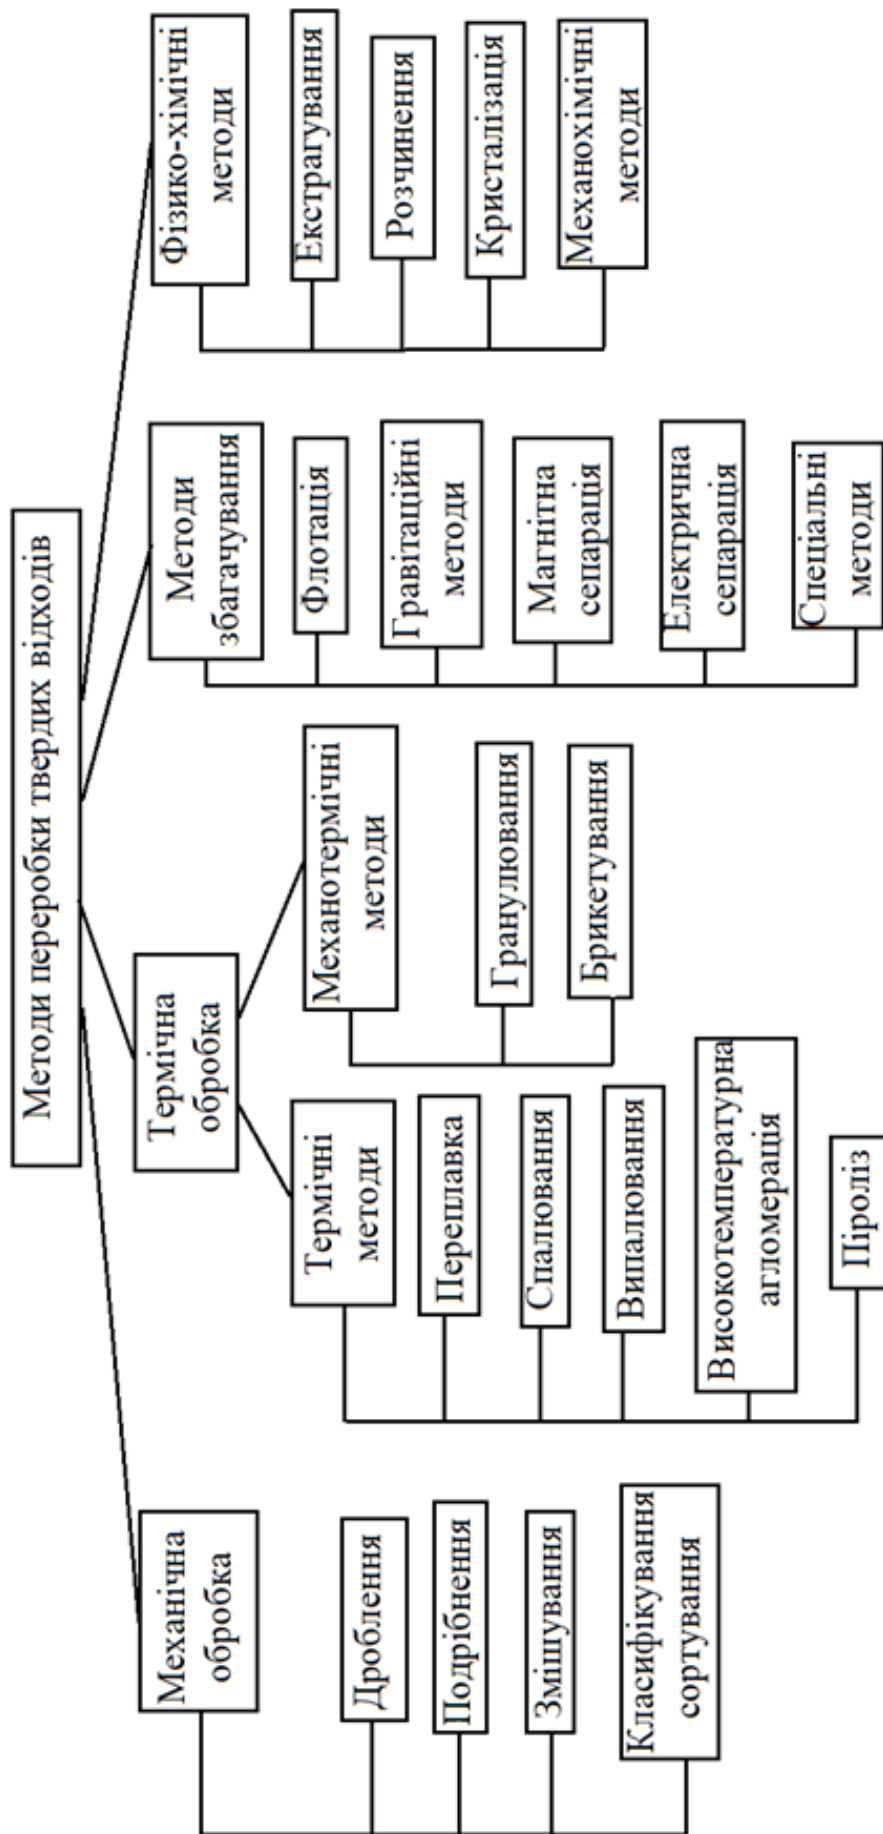 Методи переробки твердих відходів
Механічна
обробка
Дроблення
Подрібнення
Змішування
Класифікування
сортування
Термічна
обробка
Термічні
методи
Переплавка
Спалювання
Випалювання
Високотемпературна
агломерація
Піроліз
Механотермічні
методи
Гранулювання
Брикетування
Методи
збагачування
Флотація
Гравітаційні
методи
Магнітна
сепарація
Електрична
сепарація
Спеціальні
методи
Фізико-хімічні
методи
Екстрагування
Розчинення
Кристалізація
Механохімічні
методи